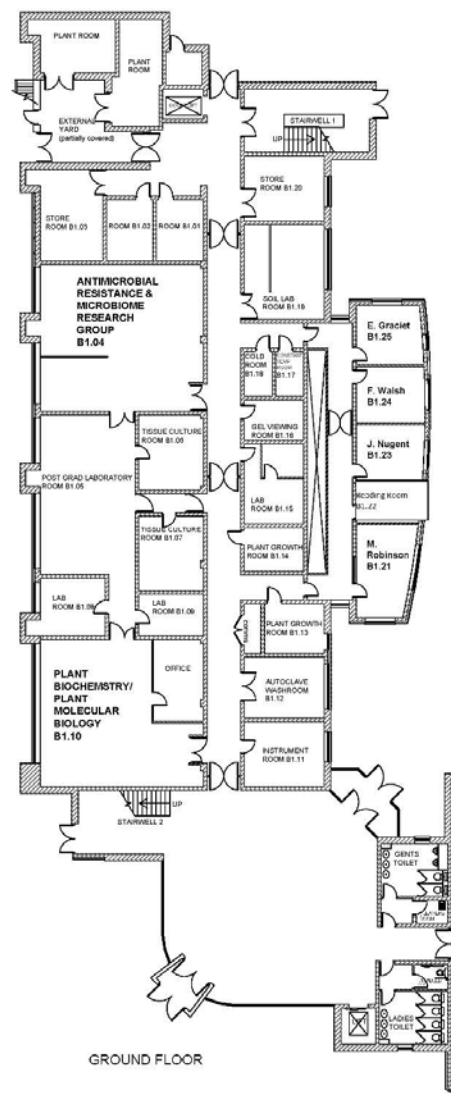 PLANT ROOM
PLANT
ROOM
EXTERNAL
YARD
(partially covered)
STAIRWELL 1
UP
STORE
ROOM B1.20
STORE
ROOM B1.03
ROOM B1.02
ROOM B1.01
SOIL LAB
ROOM B1.19
ANTIMICROBIAL
RESISTANCE &
MICROBIOME
RESEARCH
GROUP
B1.04
E. Graciet
B1.25
COLD
ROOM
B1.18
ROOM
B1.17
F. Walsh
B1.24
GEL VIEWING
ROOM B1.16
TISSUE CULTURE
ROOM B1.06
J. Nugent
B1.23
POST GRAD LABORATORY
ROOM B1.05
LAB
ROOM B1.15
Reading Room
B1.22
TISSUE CULTURE
ROOM B1.07
PLANT GROWTH
ROOM B1.14
M.
Robinson
B1.21
LAB
ROOM B1.08
LAB
ROOM B1.09
PLANT GROWTH
ROOM B1.13
PLANT
BIOCHEMISTRY/
PLANT
MOLECULAR
BIOLOGY
B1.10
OFFICE
AUTOCLAVE
WASHROOM
B1.12
INSTRUMENT
ROOM B1.11
UP
STAIRWELL 2
GENTS
TOILET
LADIES
TOILET
GROUND FLOOR